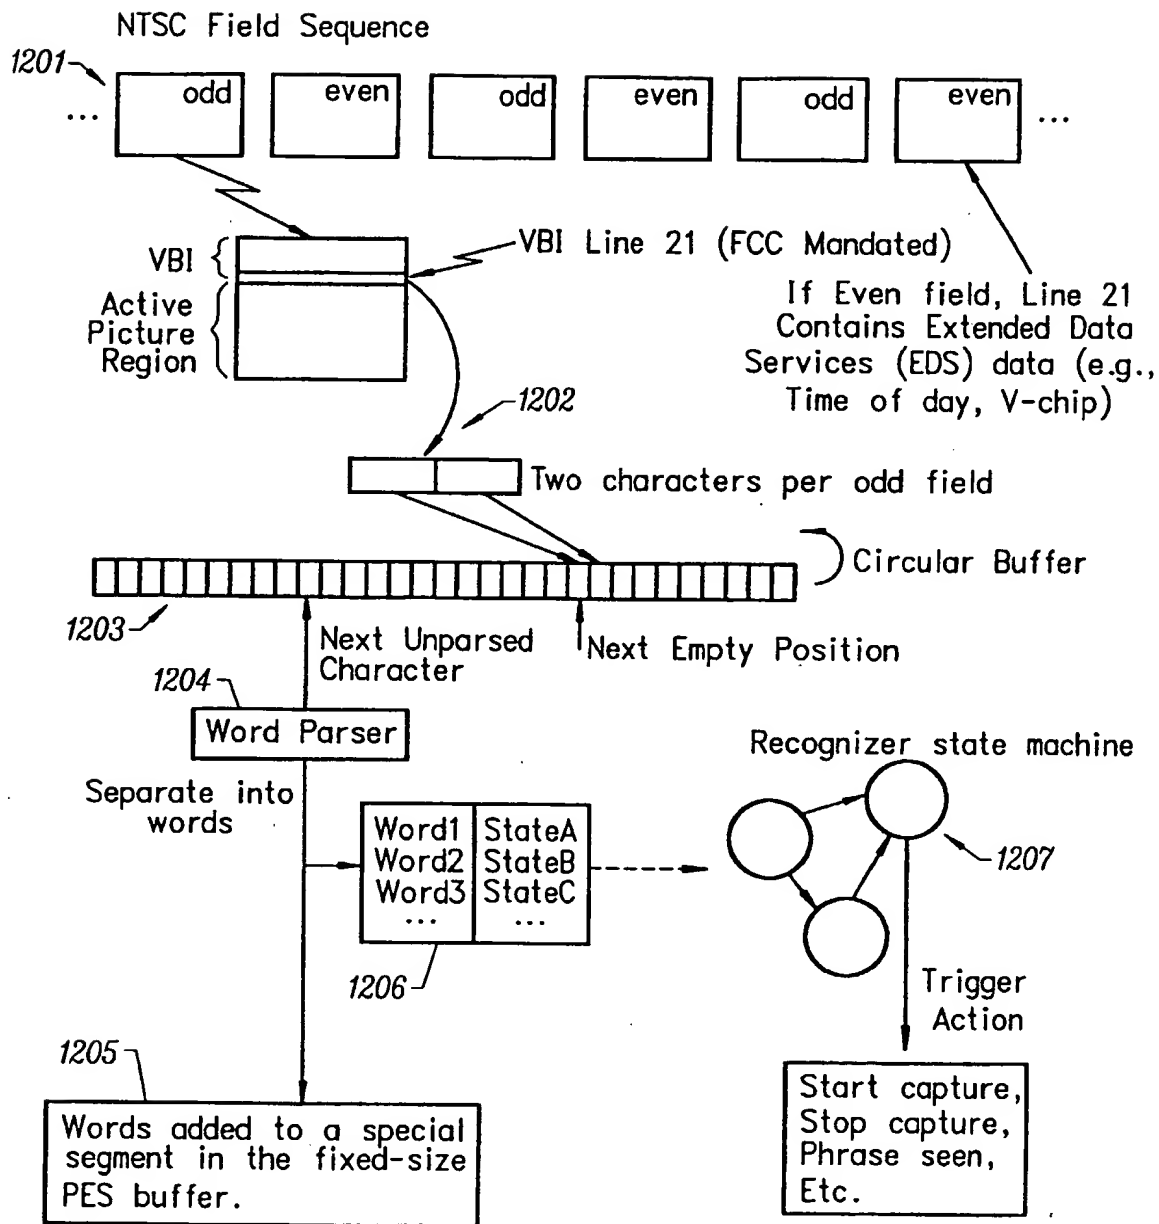 NTSC Field Sequence
1201
... odd even odd even odd even ...
VBI Line 21 (FCC Mandated)
VBI
Active
Picture
Region
If Even field, Line 21
Contains Extended Data
Services (EDS) data (e.g.,
Time of day, V-chip)
1202
Two characters per odd field
Circular Buffer
1203
Next Unparsed
Character
Next Empty Position
1204
Word Parser
Separate into
words
Word1 StateA
Word2 StateB
Word3 StateC
... ...
1206
Recognizer state machine
1207
Trigger
Action
1205
Words added to a special
segment in the fixed-size
PES buffer.
Start capture,
Stop capture,
Phrase seen,
Etc.